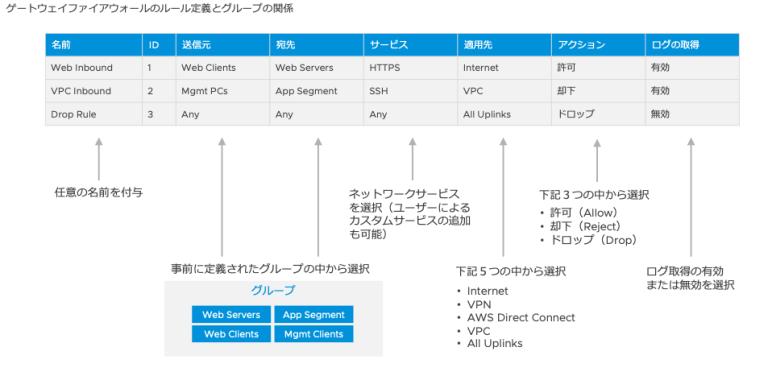 ゲートウェイファイアウォールのルール定義とグループの関係
名前 ID 送信元 宛先 サービス 適用先 アクション ログの取得
Web Inbound 1 Web Clients Web Servers HTTPS Internet 許可 有効
VPC Inbound 2 Mgmt PCs App Segment SSH VPC 却下 有効
Drop Rule 3 Any Any Any All Uplinks ドロップ 無効
任意の名前を付与
事前に定義されたグループの中から選択
グループ
Web Servers App Segment
Web Clients Mgmt Clients
ネットワークサービス
を選択（ユーザーによる
カスタムサービスの追加
も可能）
下記５つの中から選択
• Internet
• VPN
• AWS Direct Connect
• VPC
• All Uplinks
下記３つの中から選択
• 許可（Allow）
• 却下（Reject）
• ドロップ（Drop）
ログ取得の有効
または無効を選択